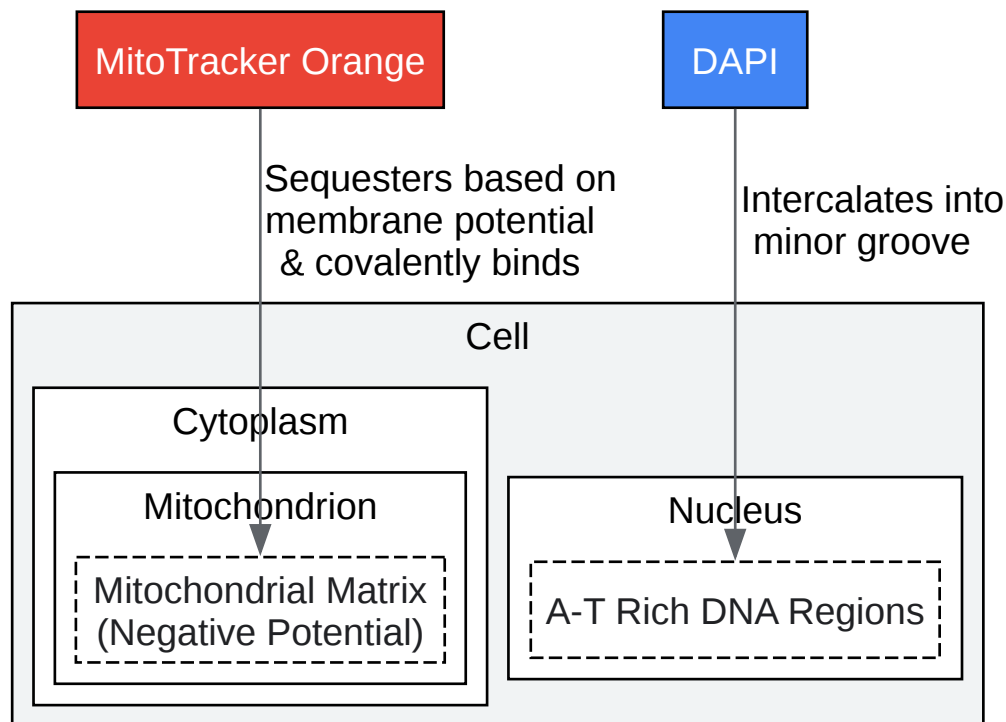 MitoTracker Orange
DAPI
Sequesters based on
membrane potential
& covalently binds
Intercalates into
minor groove
Cell
Cytoplasm
Mitochondrion
Nucleus
Mitochondrial Matrix
(Negative Potential)
A-T Rich DNA Regions